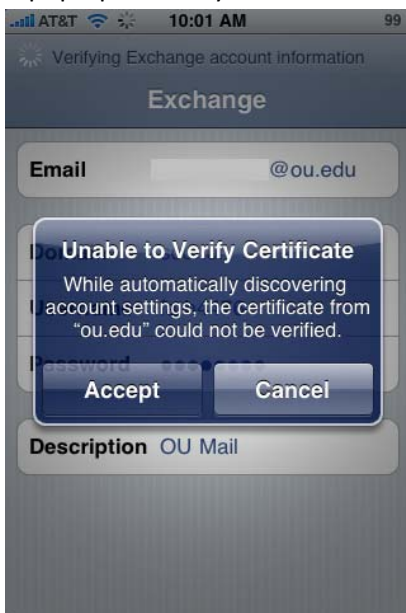 AT&T 10:01 AM 99
Verifying Exchange account information
Exchange
Email @ou.edu
Unable to Verify Certificate
While automatically discovering
account settings, the certificate from
“ou.edu” could not be verified.
Password
Accept Cancel
Description OU Mail